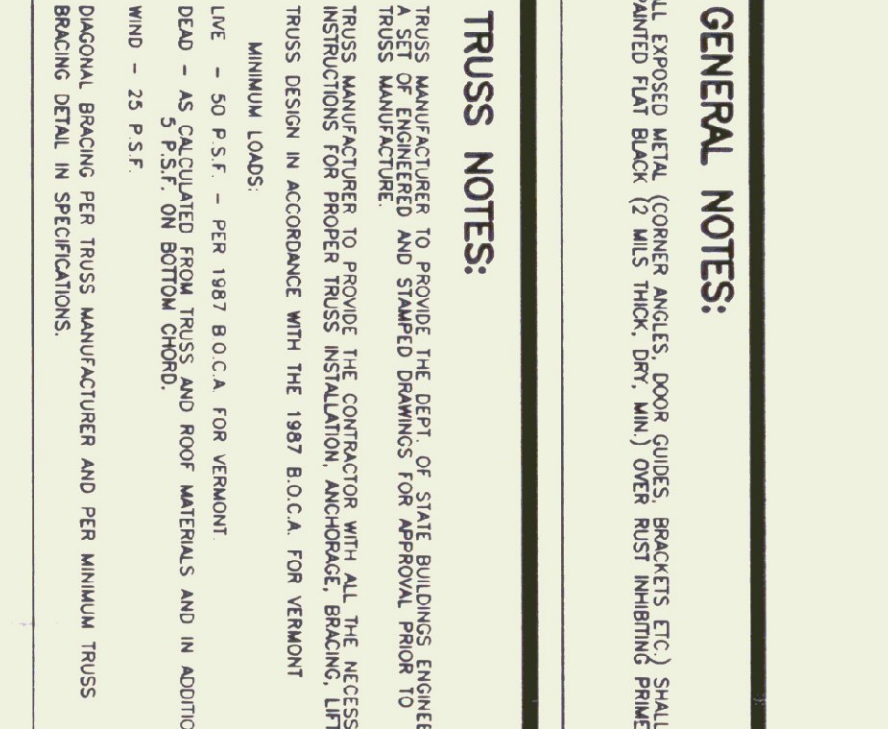 GENERAL NOTES:
ALL EXPOSED METAL (CORNER ANGLES, DOOR GUIDES, BRACKETS ETC.) SHALL
PAINTED FLAT BLACK (2 MILS THICK, DRY, MIN.) OVER RUST INHIBITING PRIME
TRUSS NOTES:
TRUSS MANUFACTURER TO PROVIDE THE DEPT. OF STATE BUILDINGS ENGINEE
A SET OF ENGINEERED AND STAMPED DRAWINGS FOR APPROVAL PRIOR TO
TRUSS MANUFACTURE.
TRUSS MANUFACTURER TO PROVIDE THE CONTRACTOR WITH ALL THE NECESS
INSTRUCTIONS FOR PROPER TRUSS INSTALLATION, ANCHORAGE, BRACING, LIFT
TRUSS DESIGN IN ACCORDANCE WITH THE 1987 B.O.C.A. FOR VERMONT
MINIMUM LOADS:
LIVE - 50 P.S.F. - PER 1987 B.O.C.A. FOR VERMONT.
DEAD - AS CALCULATED FROM TRUSS AND ROOF MATERIALS AND IN ADDITIO
5 P.S.F. ON BOTTOM CHORD.
WIND - 25 P.S.F.
DIAGONAL BRACING PER TRUSS MANUFACTURER AND PER MINIMUM TRUSS
BRACING DETAIL IN SPECIFICATIONS.